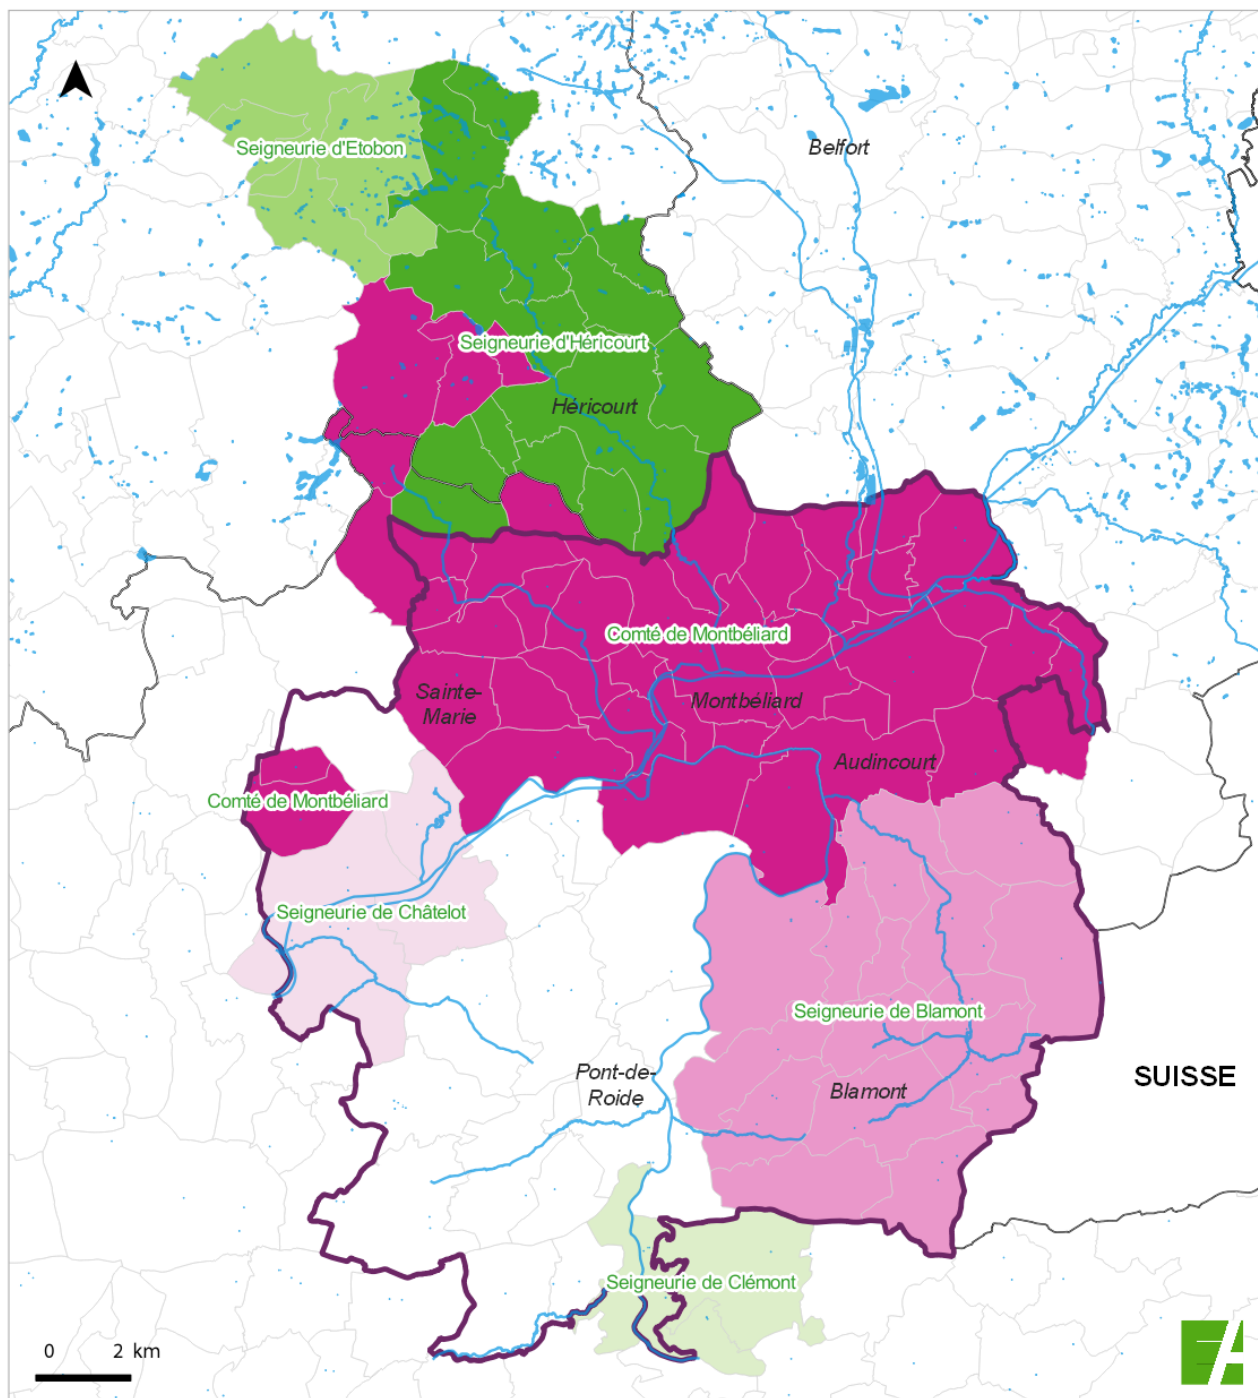 Belfort
Seigneurie d'Etobon
Seigneurie d'Héricourt
Héricourt
Comté de Montbéliard
Sainte-
Marie
Montbéliard
Audincourt
Comté de Montbéliard
Seigneurie de Châtelot
Seigneurie de Blamont
Pont-de-
Roide
Blamont
SUISSE
Seigneurie de Clémont
0 2 km